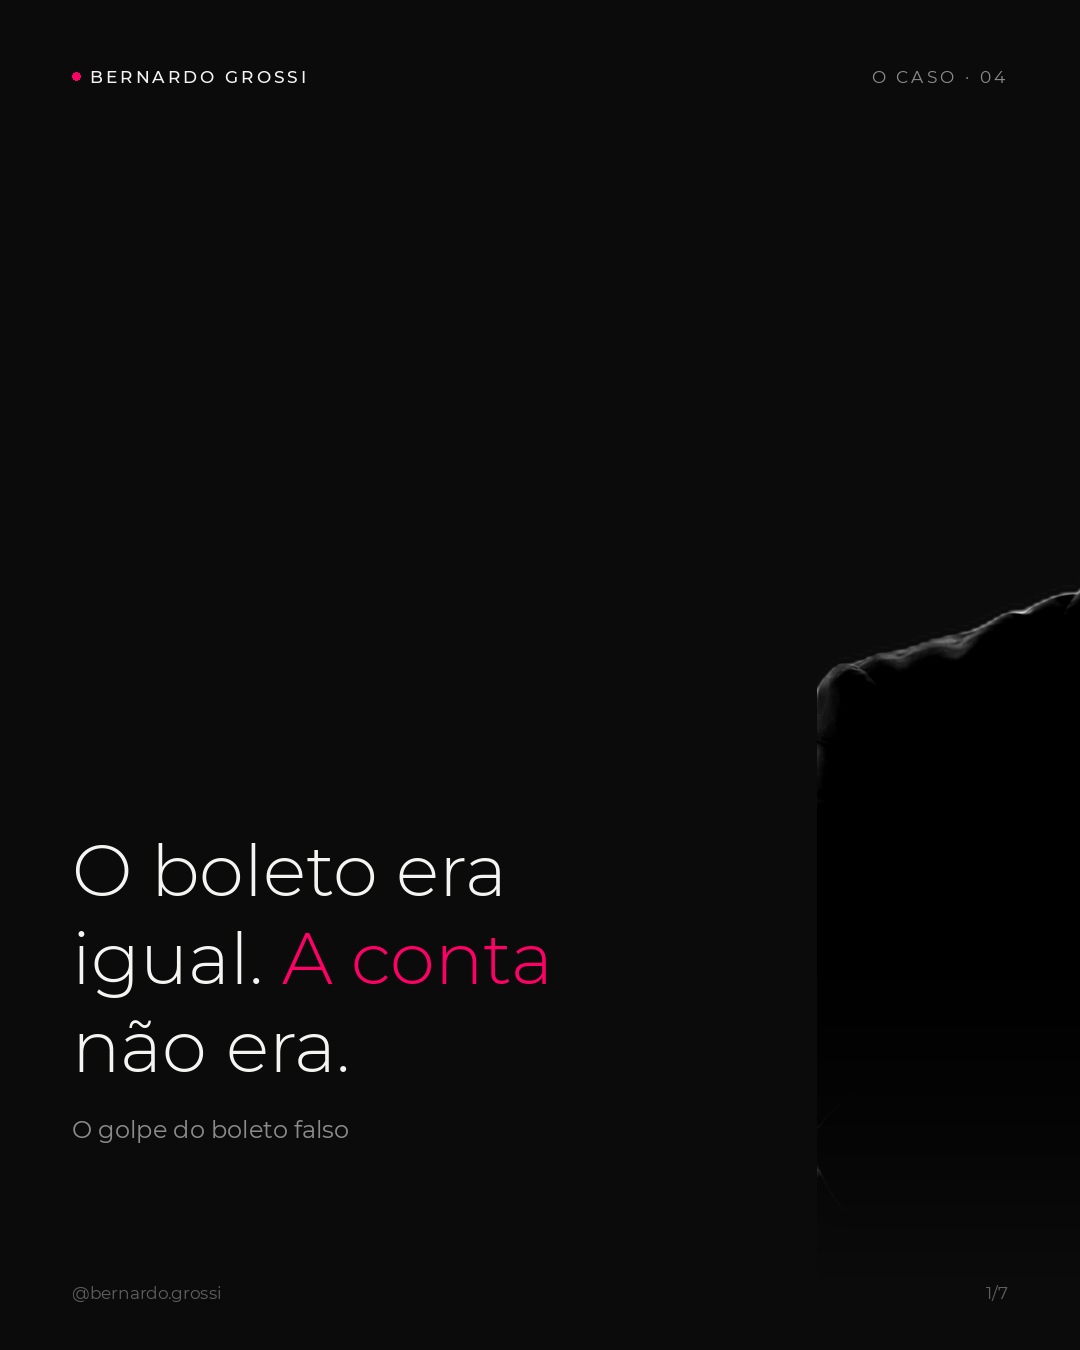 BERNARDO GROSSI
O CASO · 04
O boleto era
igual. A conta
não era.
O golpe do boleto falso
@bernardo.grossi
1/7